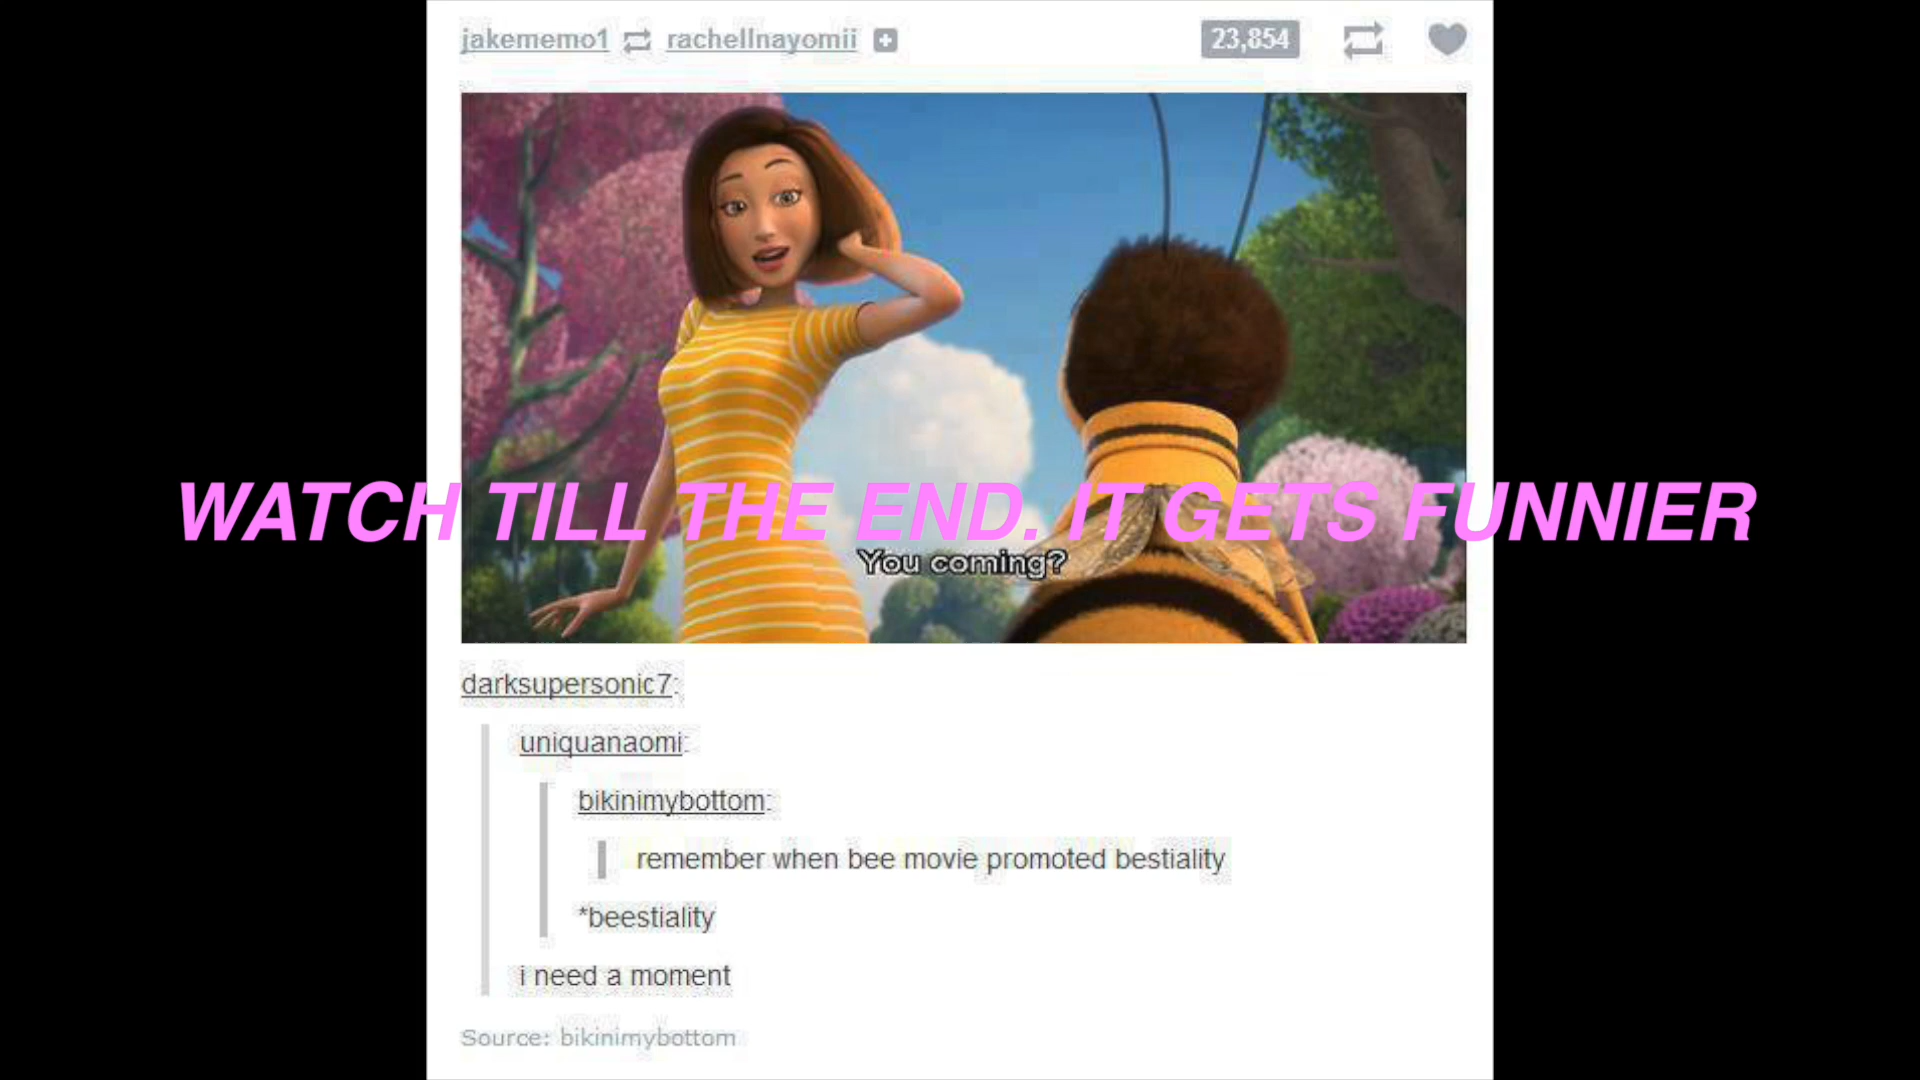 jakememo1 rachellnayomii 23,854
WATCH TILL THE END. IT GETS FUNNIER
You coming?
darksupersonic7:
uniquanaomi:
bikinimybottom:
remember when bee movie promoted bestiality
*beestiality
i need a moment
Source: bikinimybottom